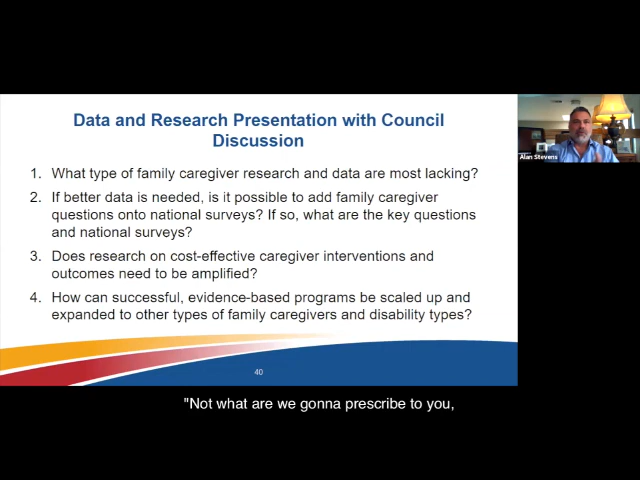 Data and Research Presentation with Council
Discussion
Alan Stevens
1. What type of family caregiver research and data are most lacking?
2. If better data is needed, is it possible to add family caregiver
questions onto national surveys? If so, what are the key questions
and national surveys?
3. Does research on cost-effective caregiver interventions and
outcomes need to be amplified?
4. How can successful, evidence-based programs be scaled up and
expanded to other types of family caregivers and disability types?
40
"Not what are we gonna prescribe to you,